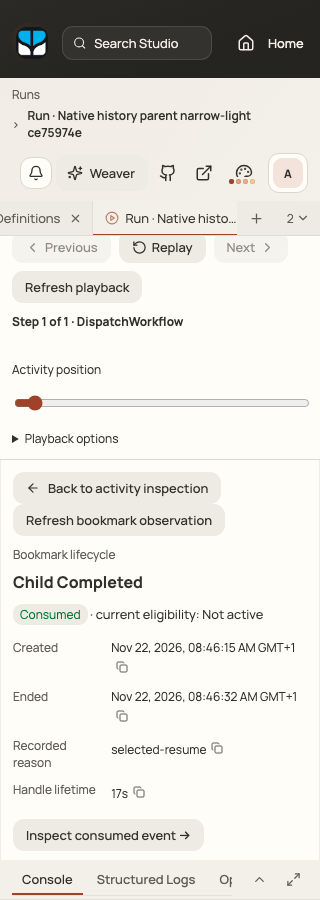 Search Studio
Home
Runs
Run · Native history parent narrow-light
ce75974e
Weaver
A
Definitions
Run · Native histo...
2
Previous
Replay
Next
Refresh playback
Step 1 of 1 · DispatchWorkflow
Activity position
Playback options
Back to activity inspection
Refresh bookmark observation
Bookmark lifecycle
Child Completed
Consumed · current eligibility: Not active
Created Nov 22, 2026, 08:46:15 AM GMT+1
Ended Nov 22, 2026, 08:46:32 AM GMT+1
Recorded reason selected-resume
Handle lifetime 17s
Inspect consumed event →
Console
Structured Logs